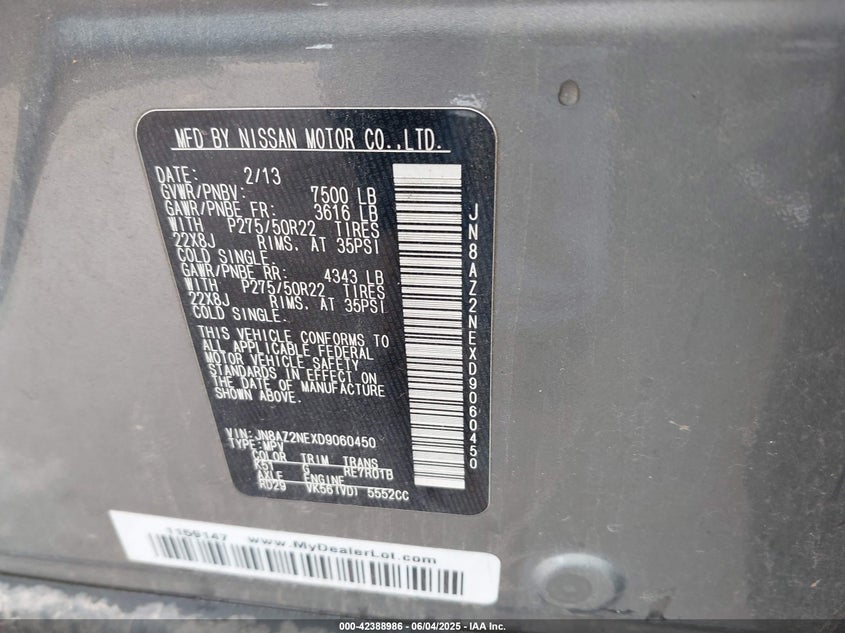 MFD BY NISSAN MOTOR CO.,LTD.
DATE: 2/13
GVWR/PNBV: 7500 LB
GAWR/PNBE FR: 3616 LB
WITH P275/50R22 TIRES
22X8J RIMS. AT 35PSI
COLD SINGLE.
GAWR/PNBE RR: 4343 LB
WITH P275/50R22 TIRES
22X8J RIMS. AT 35PSI
COLD SINGLE.
THIS VEHICLE CONFORMS TO
ALL APPLICABLE FEDERAL
MOTOR VEHICLE SAFETY
STANDARDS IN EFFECT ON
THE DATE OF MANUFACTURE
SHOWN ABOVE.
VIN: JN8AZ2NEXD9060450
TYPE: MPV
COLOR TRIM TRANS
K51 G RE7R01B
AXLE ENGINE
RD29 VK56(VD) 5552CC
JN8AZ2NEXD9060450
1156147 www.MyDealerLot.com
000-42388986 - 06/04/2025 - IAA Inc.